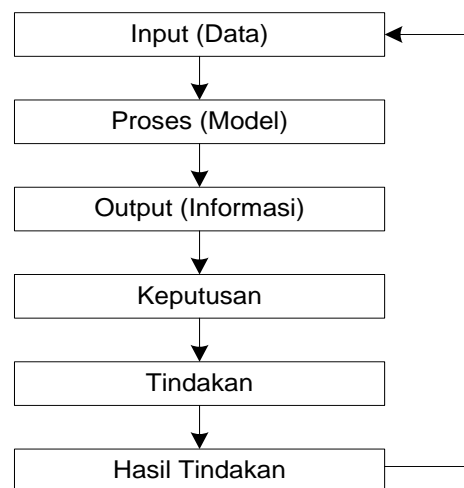 Input (Data)
Proses (Model)
Output (Informasi)
Keputusan
Tindakan
Hasil Tindakan